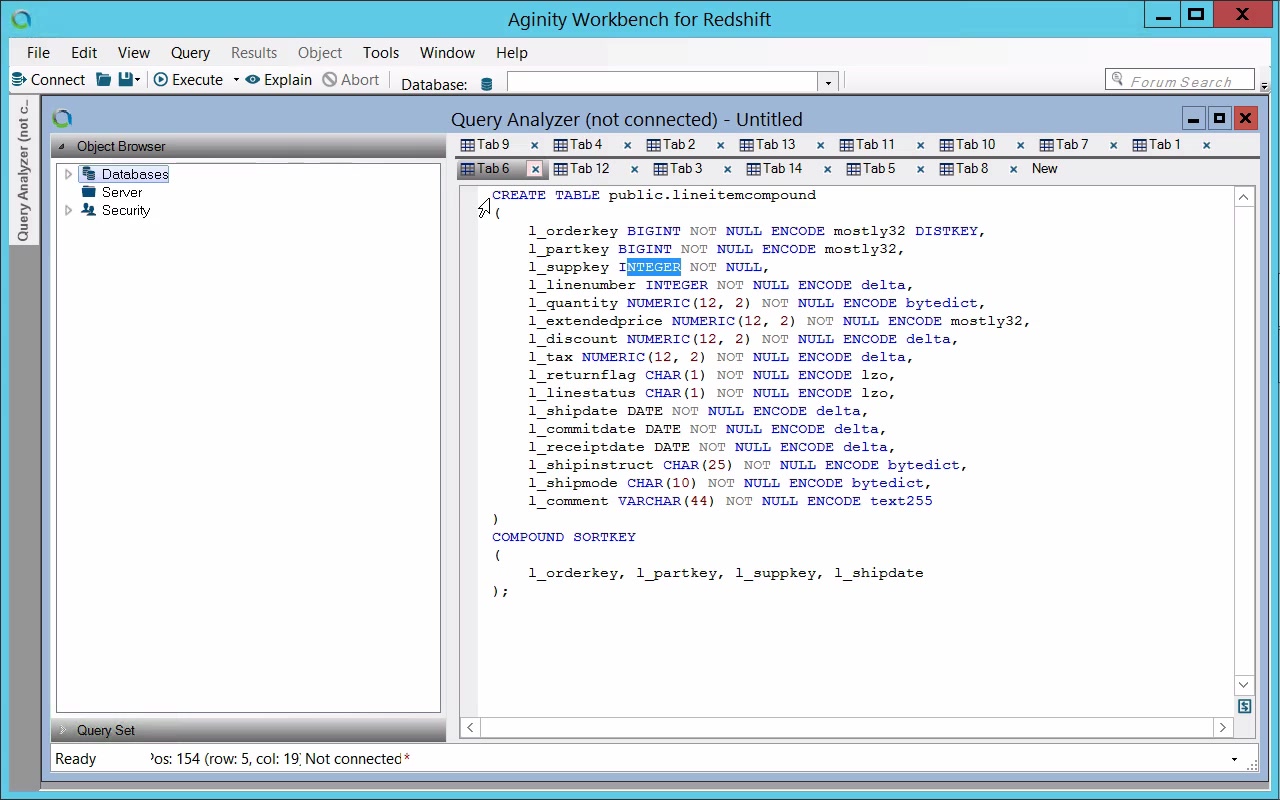 Aginity Workbench for Redshift
File Edit View Query Results Object Tools Window Help
Connect Execute Explain Abort Database: Forum Search
Query Analyzer (not c...
Query Analyzer (not connected) - Untitled
Object Browser
Databases
Server
Security
Query Set
Tab 9 Tab 4 Tab 2 Tab 13 Tab 11 Tab 10 Tab 7 Tab 1
Tab 6 Tab 12 Tab 3 Tab 14 Tab 5 Tab 8 New
CREATE TABLE public.lineitemcompound
(
l_orderkey BIGINT NOT NULL ENCODE mostly32 DISTKEY,
l_partkey BIGINT NOT NULL ENCODE mostly32,
l_suppkey INTEGER NOT NULL,
l_linenumber INTEGER NOT NULL ENCODE delta,
l_quantity NUMERIC(12, 2) NOT NULL ENCODE bytedict,
l_extendedprice NUMERIC(12, 2) NOT NULL ENCODE mostly32,
l_discount NUMERIC(12, 2) NOT NULL ENCODE delta,
l_tax NUMERIC(12, 2) NOT NULL ENCODE delta,
l_returnflag CHAR(1) NOT NULL ENCODE lzo,
l_linestatus CHAR(1) NOT NULL ENCODE lzo,
l_shipdate DATE NOT NULL ENCODE delta,
l_commitdate DATE NOT NULL ENCODE delta,
l_receiptdate DATE NOT NULL ENCODE delta,
l_shipinstruct CHAR(25) NOT NULL ENCODE bytedict,
l_shipmode CHAR(10) NOT NULL ENCODE bytedict,
l_comment VARCHAR(44) NOT NULL ENCODE text255
)
COMPOUND SORTKEY
(
l_orderkey, l_partkey, l_suppkey, l_shipdate
);
Ready os: 154 (row: 5, col: 19) Not connected*